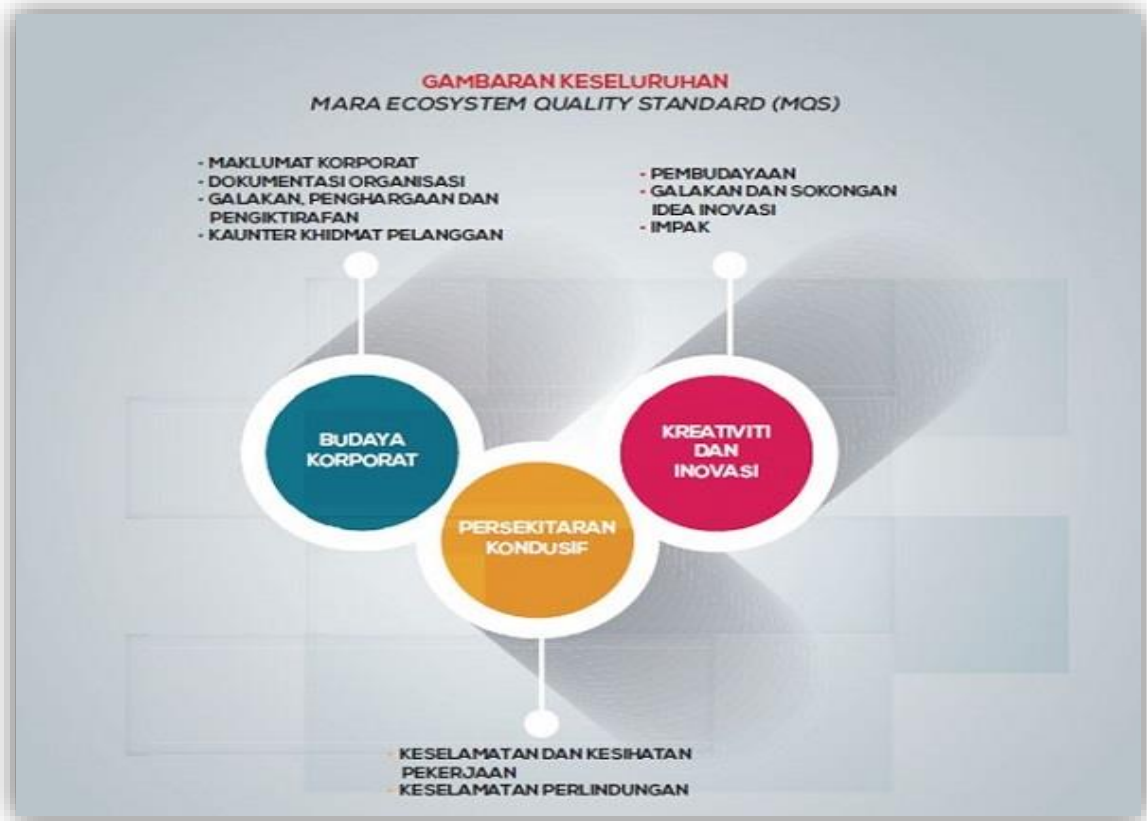 GAMBARAN KESELURUHAN
MARA ECOSYSTEM QUALITY STANDARD (MQS)
- MAKLUMAT KORPORAT
- DOKUMENTASI ORGANISASI
- GALAKAN, PENGHARGAAN DAN
PENGIKTIRAFAN
- KAUNTER KHIDMAT PELANGGAN
- PEMBUDAYAAN
- GALAKAN DAN SOKONGAN
IDEA INOVASI
- IMPAK
BUDAYA
KORPORAT
PERSEKITARAN
KONDUSIF
KREATIVITI
DAN
INOVASI
- KESELAMATAN DAN KESIHATAN
PEKERJAAN
- KESELAMATAN PERLINDUNGAN